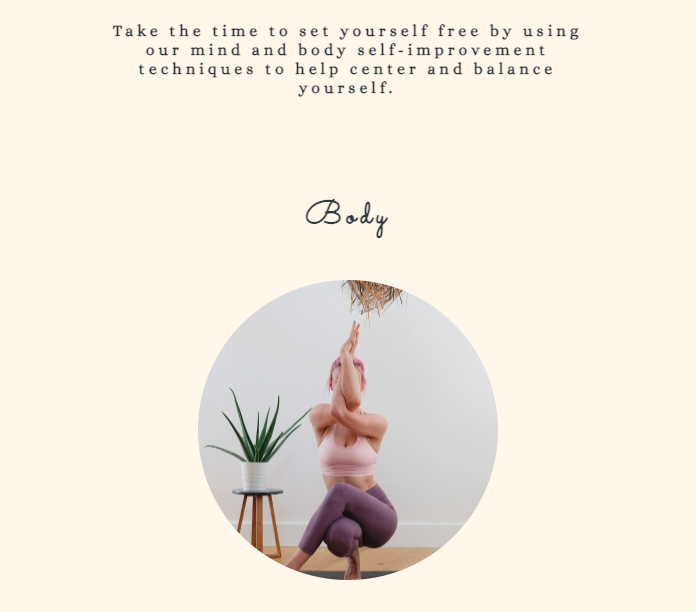 Take the time to set yourself free by using
our mind and body self-improvement
techniques to help center and balance
yourself.
Body